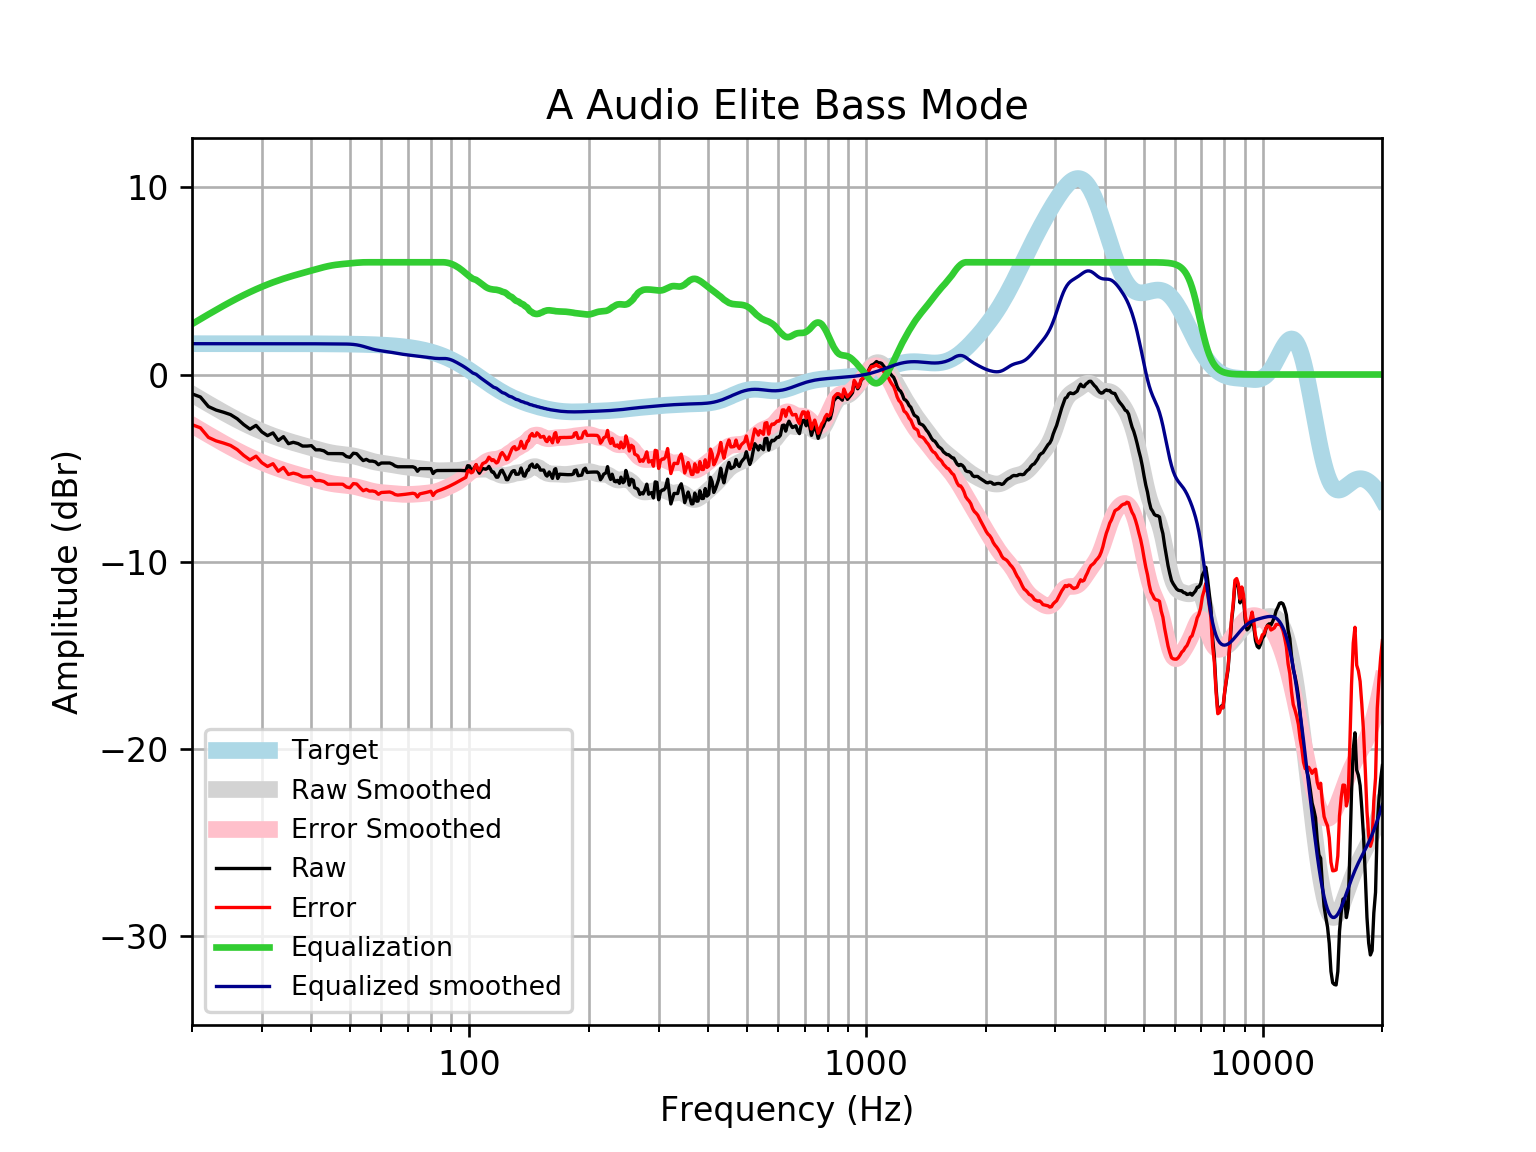 A Audio Elite Bass Mode
10
0
−10
−20
−30
Amplitude (dBr)
Target
Raw Smoothed
Error Smoothed
Raw
Error
Equalization
Equalized smoothed
100
1000
10000
Frequency (Hz)